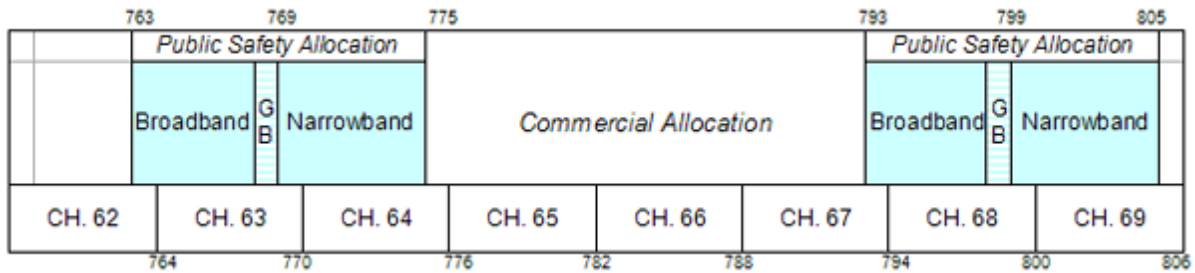 763 769 775 793 799 805
Public Safety Allocation Public Safety Allocation
Broadband G B Narrowband Commercial Allocation Broadband G B Narrowband
CH. 62 CH. 63 CH. 64 CH. 65 CH. 66 CH. 67 CH. 68 CH. 69
764 770 776 782 788 794 800 806